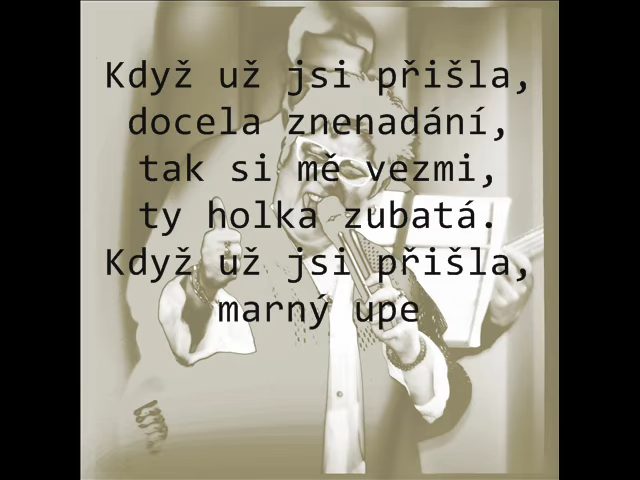 Když už jsi přišla,
docela znenadání,
tak si mě vezmi,
ty holka zubatá.
Když už jsi přišla,
marný upe